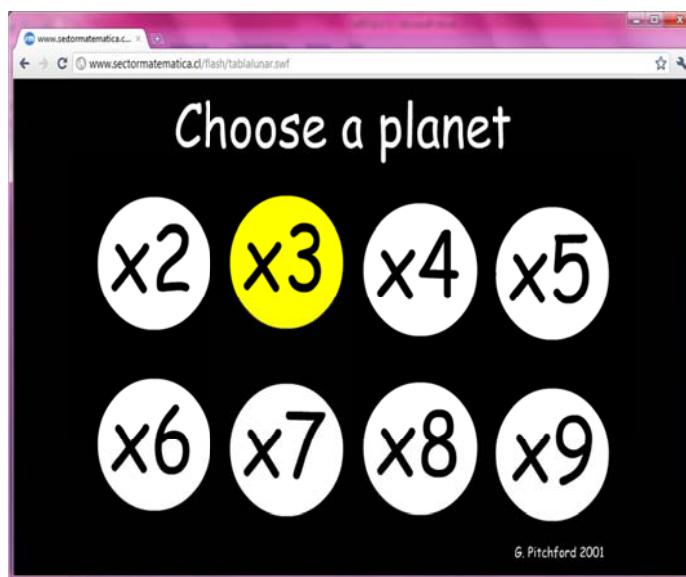 www.sectormatematica.c...
www.sectormatematica.cl/flash/tablalunar.swf
Choose a planet
x2 x3 x4 x5
x6 x7 x8 x9
G. Pitchford 2001